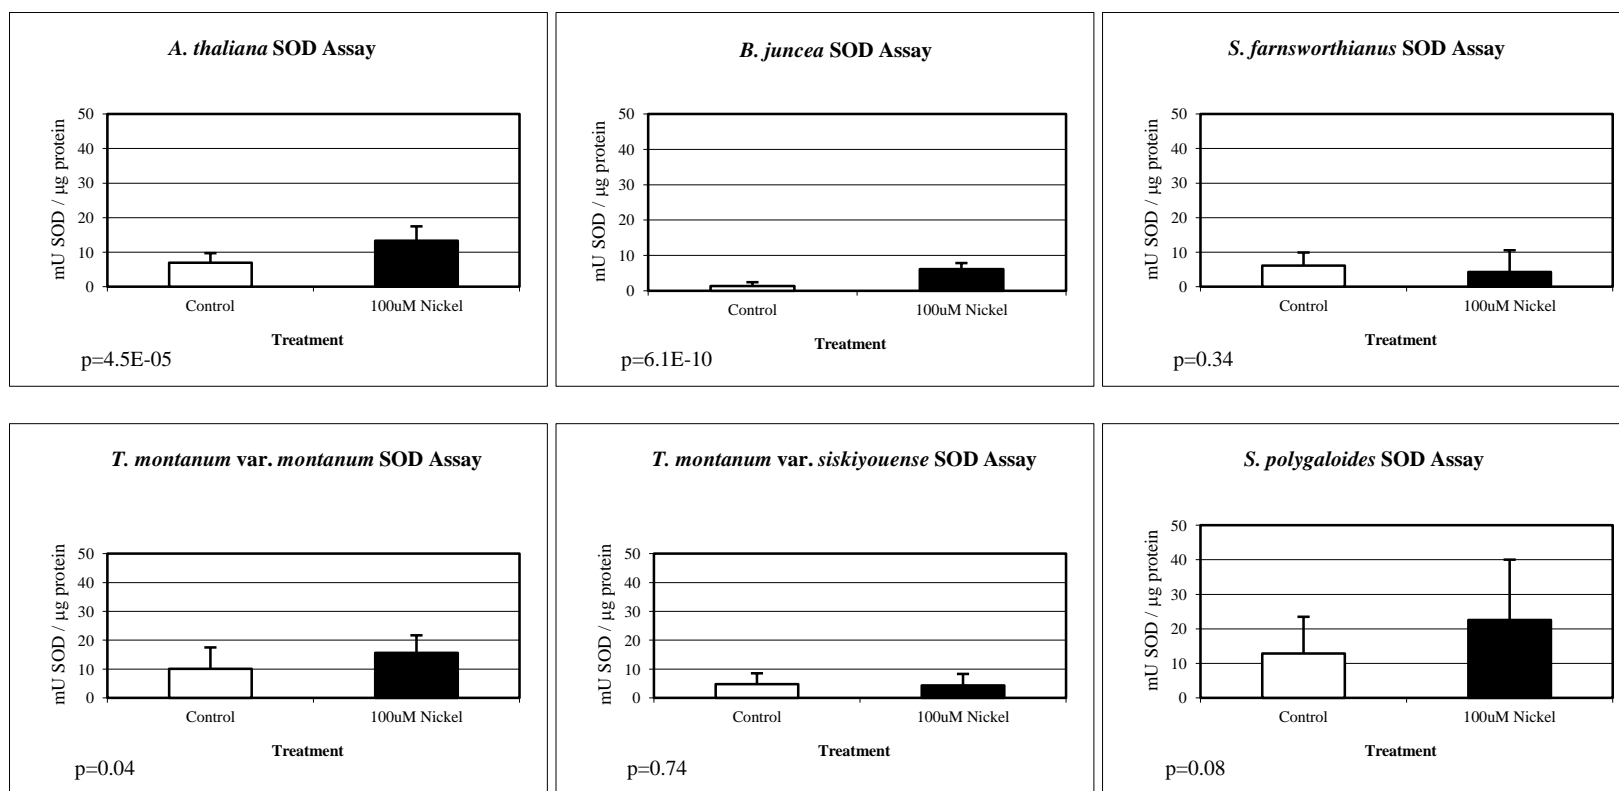 A. thaliana SOD Assay
mU SOD / µg protein
50
40
30
20
10
0
Control
100uM Nickel
Treatment
p=4.5E-05
B. juncea SOD Assay
mU SOD / µg protein
50
40
30
20
10
0
Control
100uM Nickel
Treatment
p=6.1E-10
S. farnsworthianus SOD Assay
mU SOD / µg protein
50
40
30
20
10
0
Control
100uM Nickel
Treatment
p=0.34
T. montanum var. montanum SOD Assay
mU SOD / µg protein
50
40
30
20
10
0
Control
100uM Nickel
Treatment
p=0.04
T. montanum var. siskiyouense SOD Assay
mU SOD / µg protein
50
40
30
20
10
0
Control
100uM Nickel
Treatment
p=0.74
S. polygaloides SOD Assay
mU SOD / µg protein
50
40
30
20
10
0
Control
100uM Nickel
Treatment
p=0.08